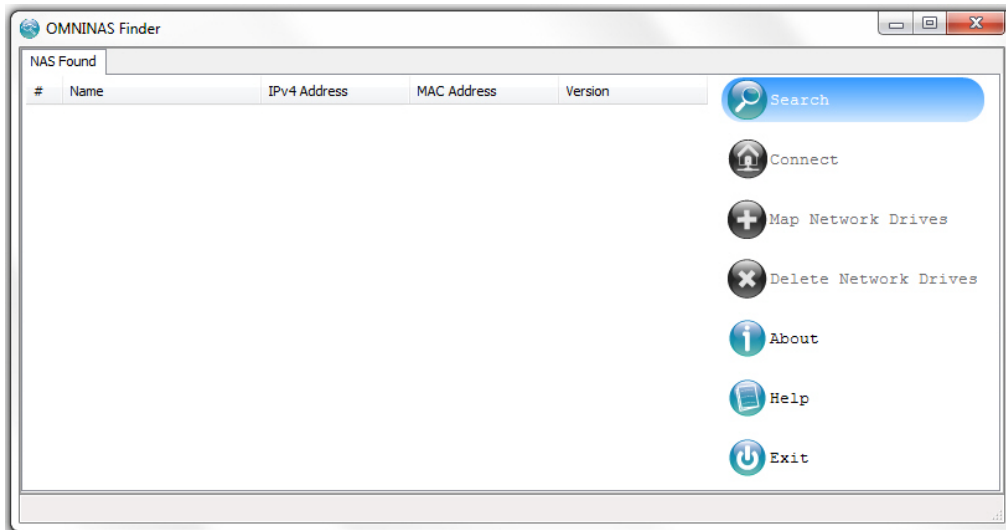 OMNINAS Finder
NAS Found
# Name IPv4 Address MAC Address Version
Search
Connect
Map Network Drives
Delete Network Drives
About
Help
Exit